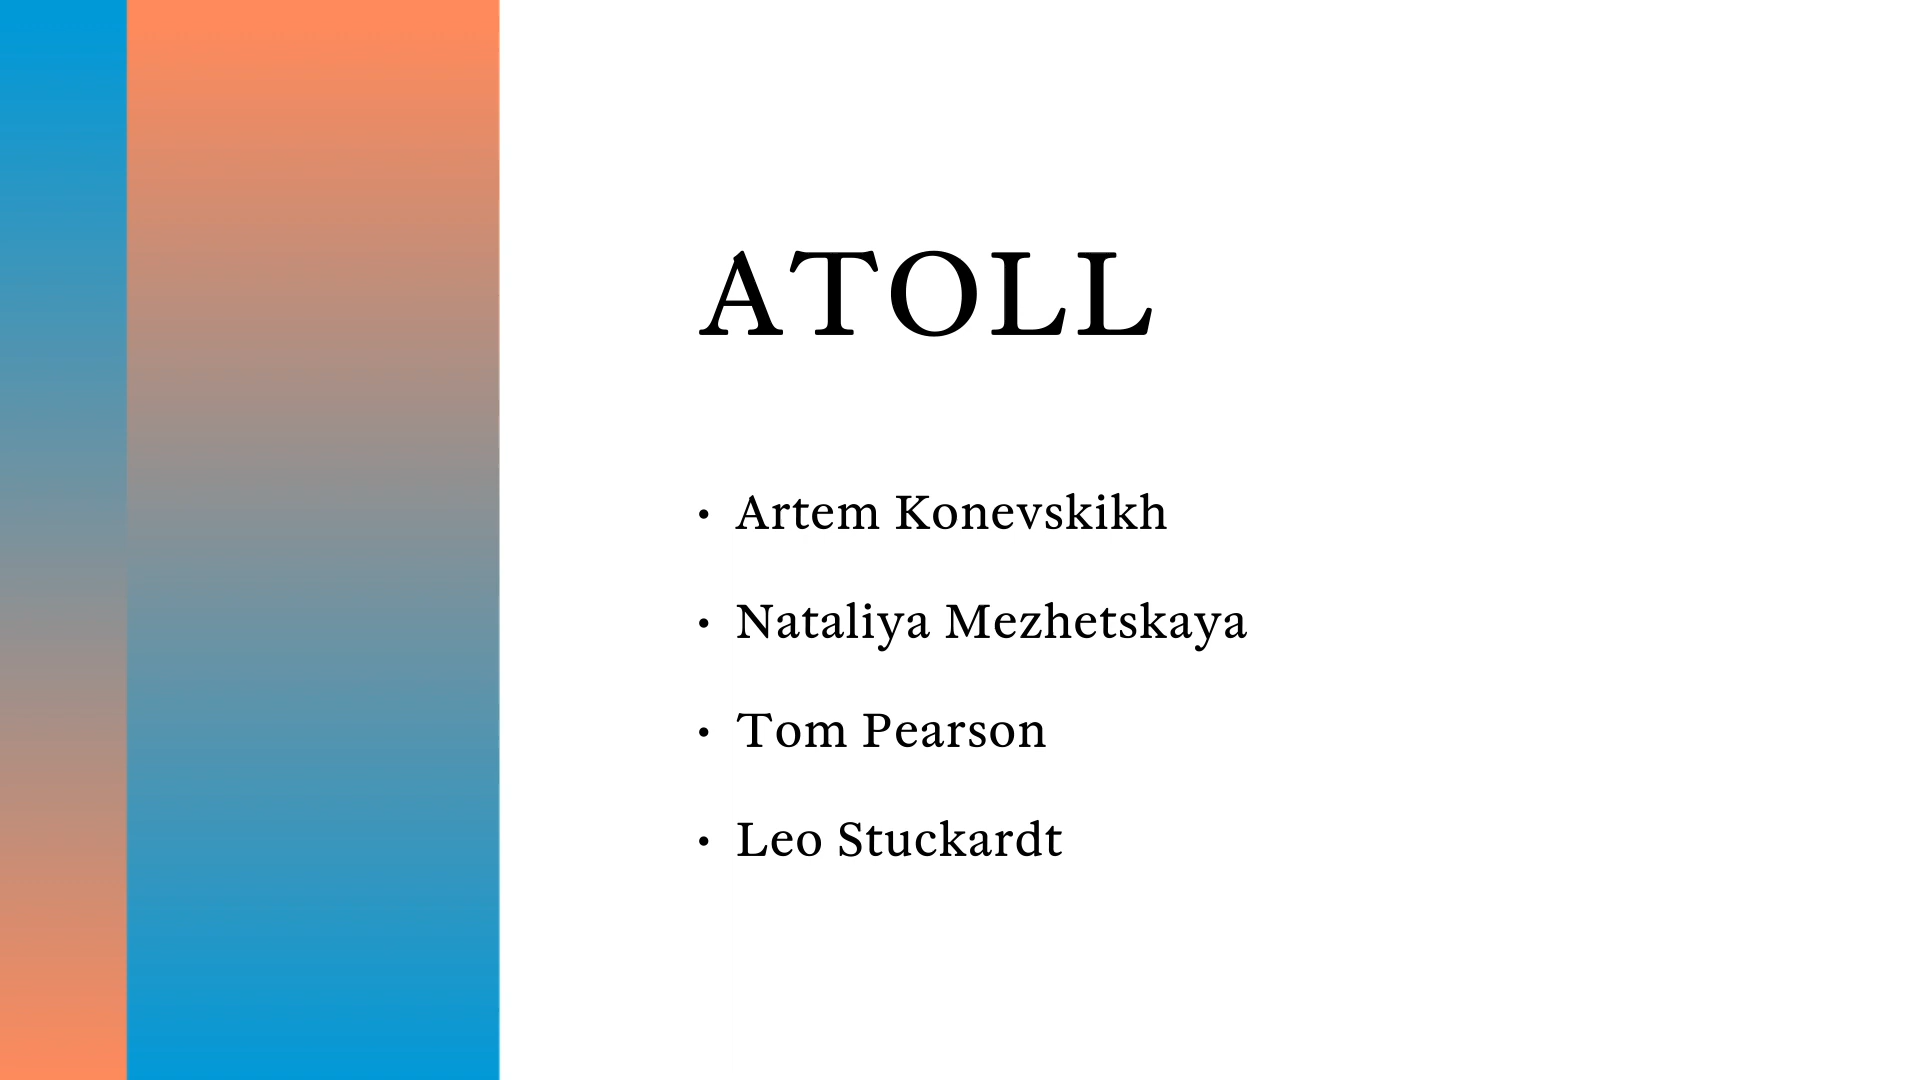 ATOLL
• Artem Konevskikh
• Nataliya Mezhetskaya
• Tom Pearson
• Leo Stuckardt